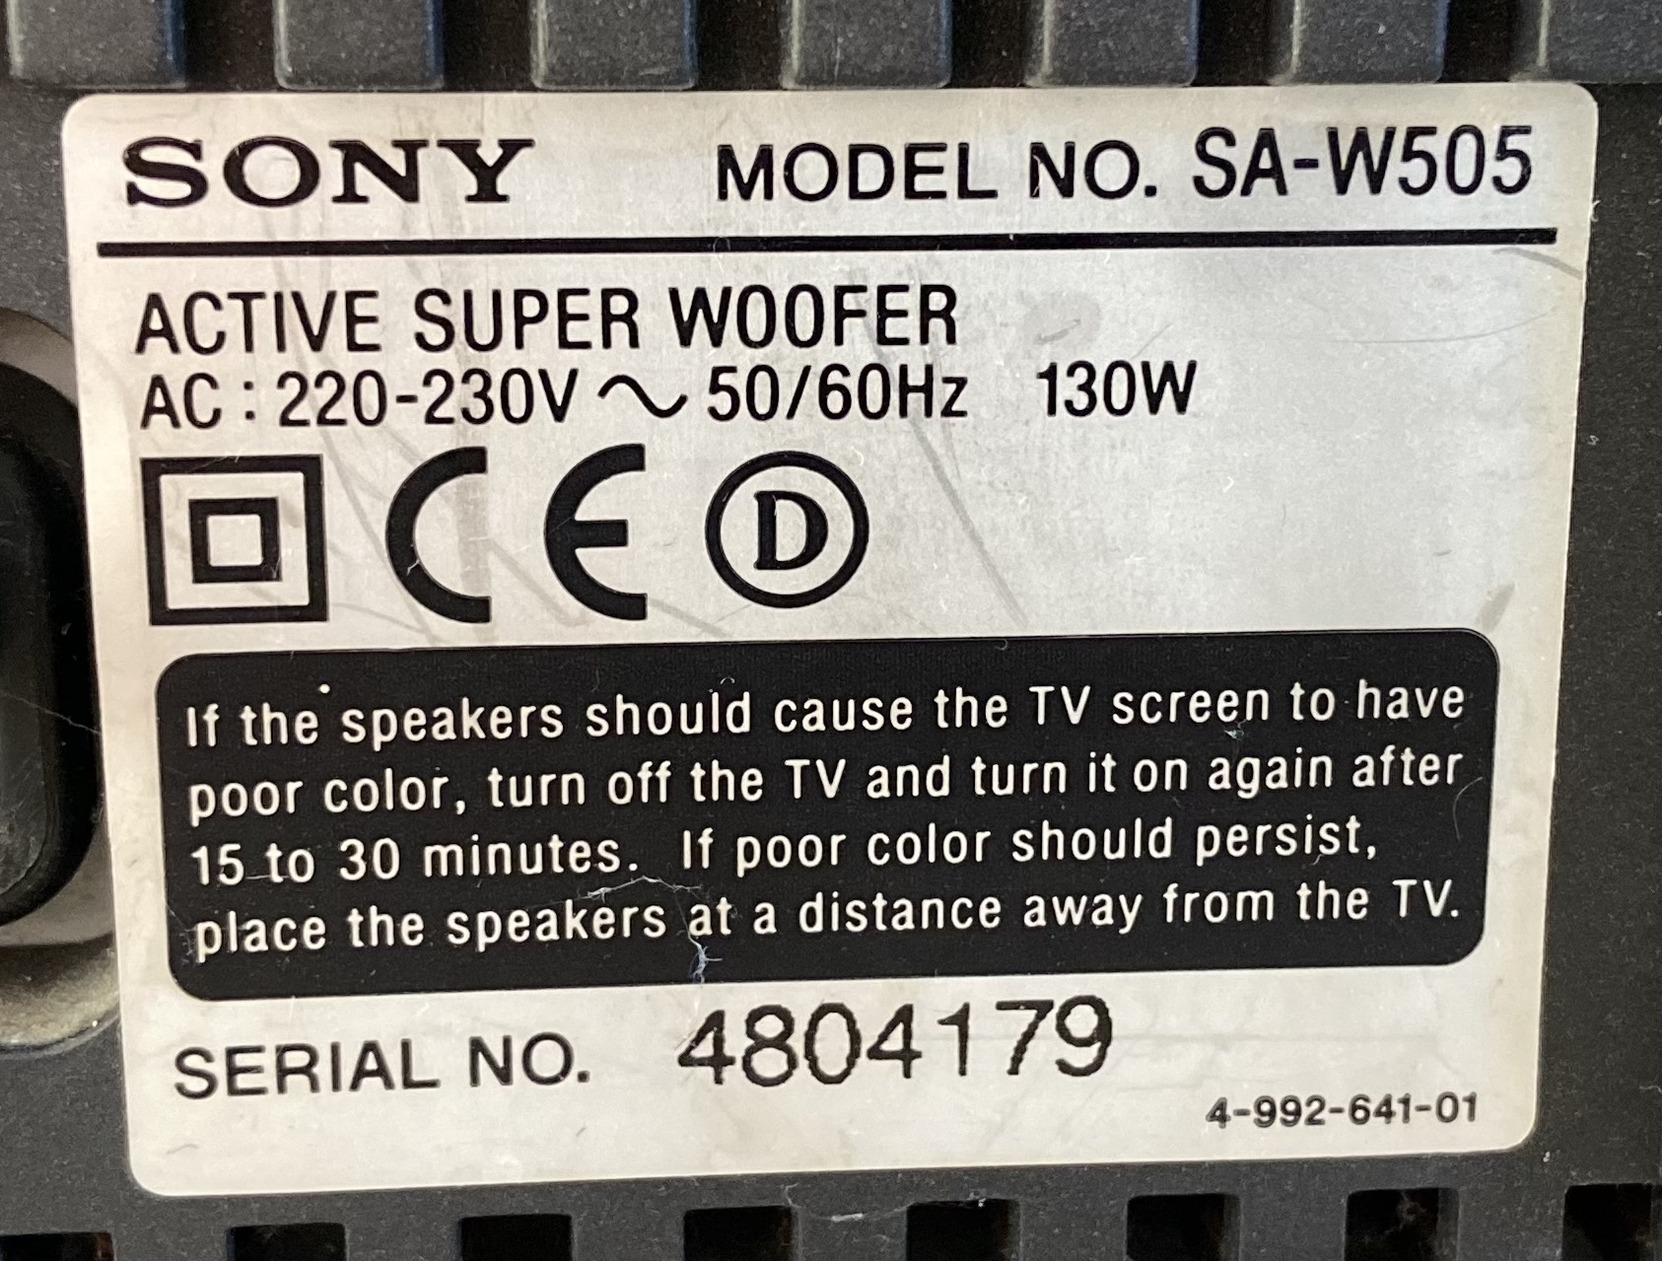 SONY MODEL NO. SA-W505
ACTIVE SUPER WOOFER
AC : 220-230V ~ 50/60Hz 130W
CE D
If the speakers should cause the TV screen to have
poor color, turn off the TV and turn it on again after
15 to 30 minutes. If poor color should persist,
place the speakers at a distance away from the TV.
SERIAL NO. 4804179
4-992-641-01